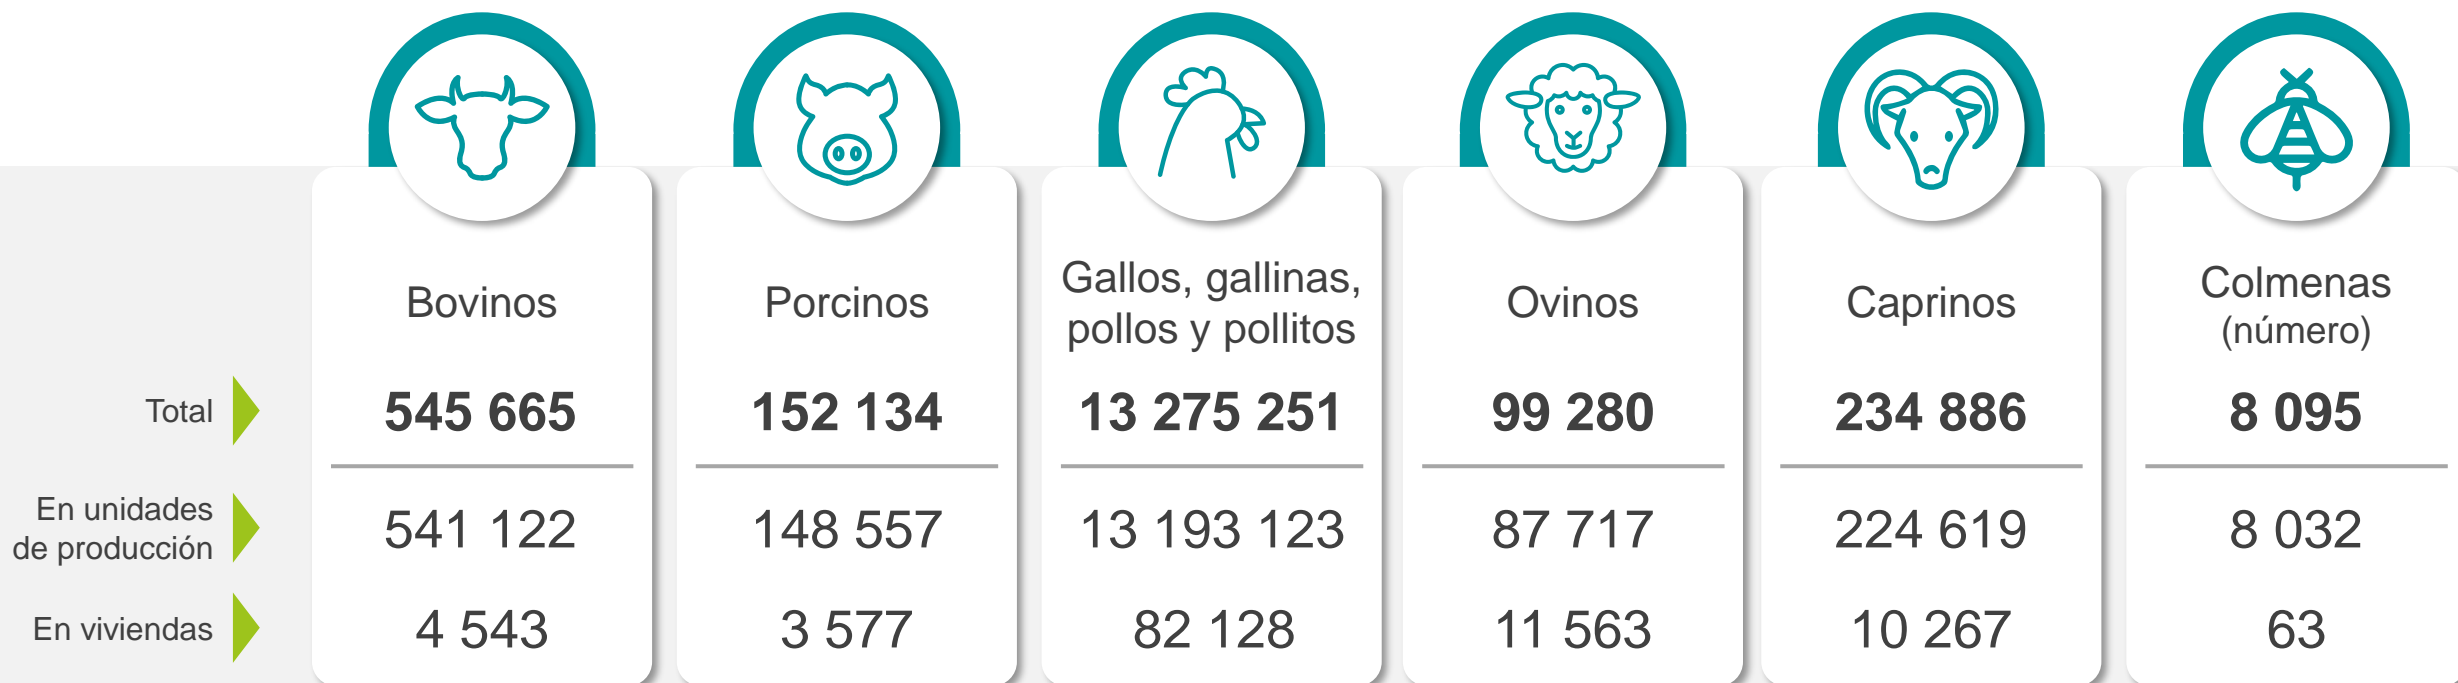 Bovinos
Porcinos
Gallos, gallinas,
pollos y pollitos
Ovinos
Caprinos
Colmenas
(número)
Total
545 665
152 134
13 275 251
99 280
234 886
8 095
En unidades
de producción
541 122
148 557
13 193 123
87 717
224 619
8 032
En viviendas
4 543
3 577
82 128
11 563
10 267
63